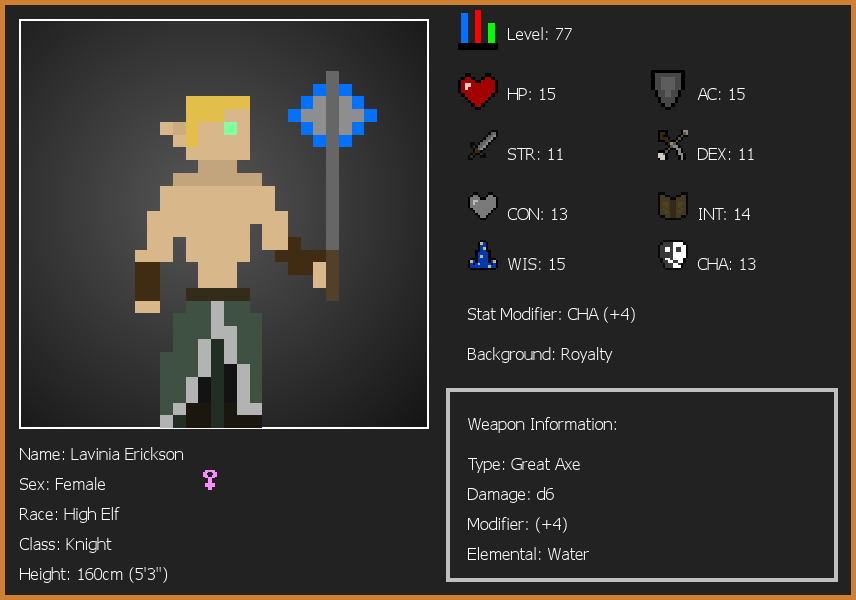 Level: 77
HP: 15
AC: 15
STR: 11
DEX: 11
CON: 13
INT: 14
WIS: 15
CHA: 13
Stat Modifier: CHA (+4)
Background: Royalty
Weapon Information:
Type: Great Axe
Damage: d6
Modifier: (+4)
Elemental: Water
Name: Lavinia Erickson
Sex: Female
Race: High Elf
Class: Knight
Height: 160cm (5'3")